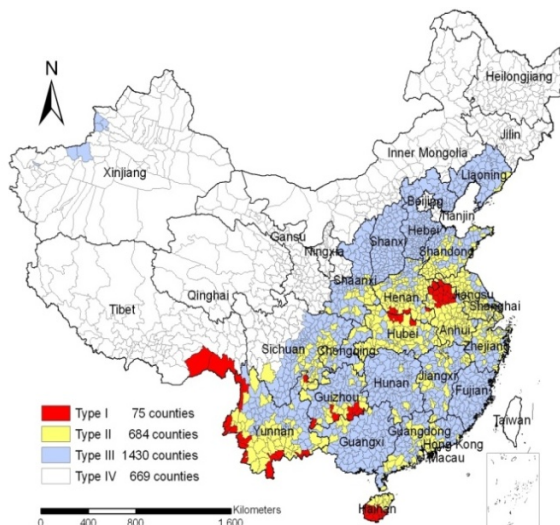 N
Heilongjiang
Jilin
Inner Mongolia
Liaoning
Xinjiang
Beijing
Tianjin
Hebei
Gansu
Shanxi
Ningxia
Shandong
Qinghai
Shaanxi
Henan
Jiangsu
Tibet
Shanghai
Anhui
Hubei
Sichuan
Chongqing
Zhejiang
Jiangxi
Hunan
Guizhou
Fujian
Taiwan
Yunnan
Guangdong
Guangxi
Hong Kong
Macau
Hainan
Type I 75 counties
Type II 684 counties
Type III 1430 counties
Type IV 669 counties
Kilometers
0 400 800 1 600